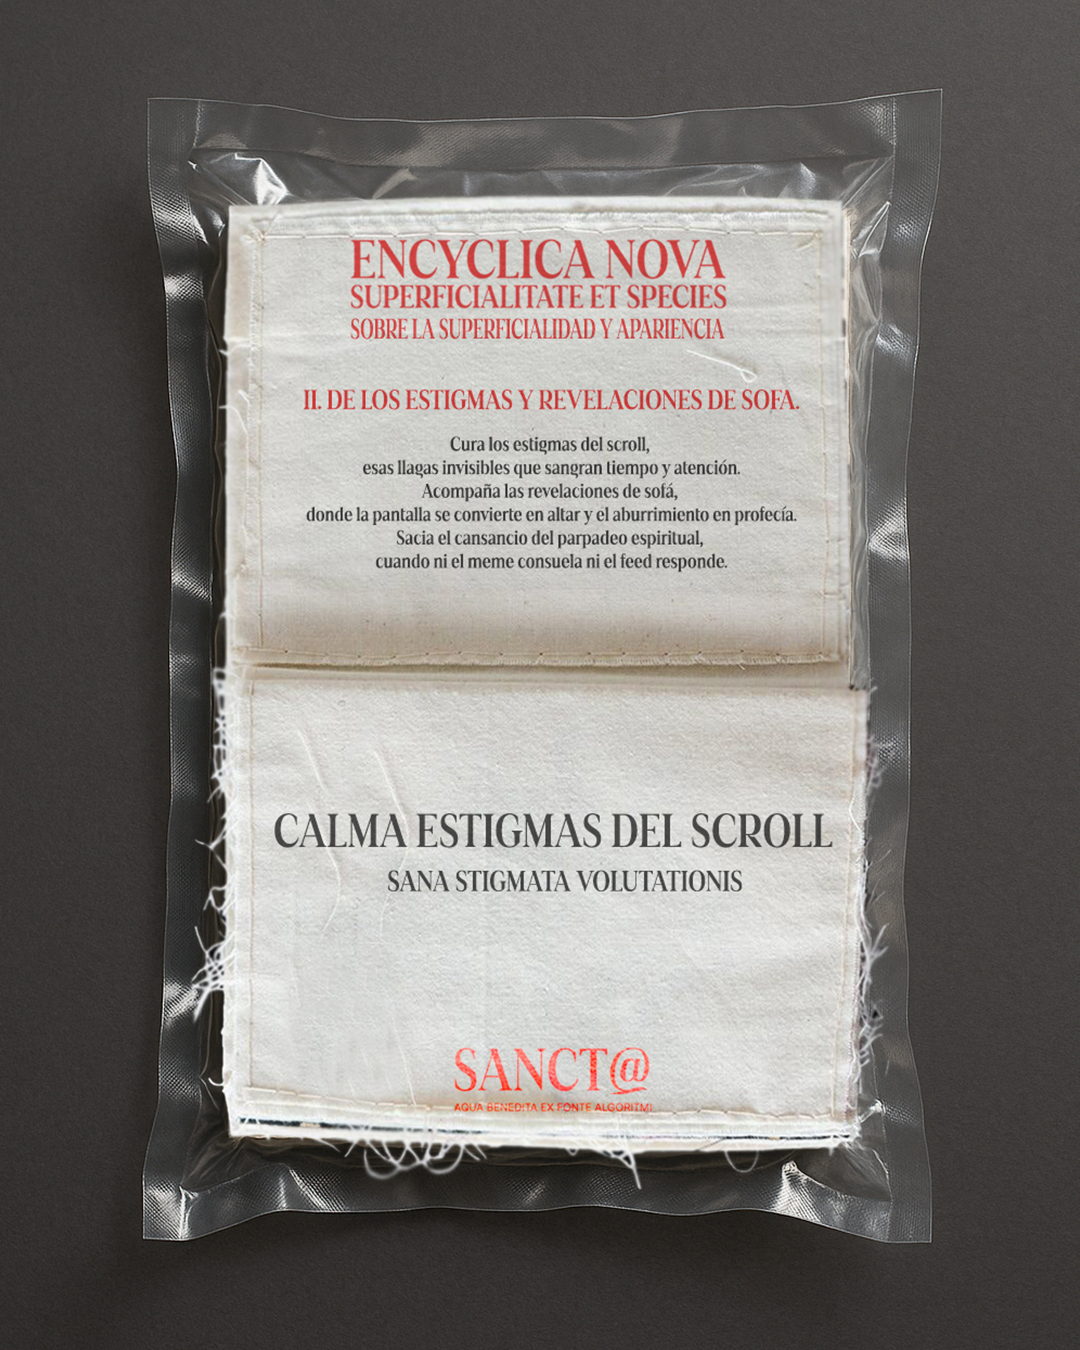 ENCYCLICA NOVA
SUPERFICIALITATE ET SPECIES
SOBRE LA SUPERFICIALIDAD Y APARIENCIA
II. DE LOS ESTIGMAS Y REVELACIONES DE SOFA.
Cura los estigmas del scroll,
esas llagas invisibles que sangran tiempo y atención.
Acompaña las revelaciones de sofá,
donde la pantalla se convierte en altar y el aburrimiento en profecía.
Sacia el cansancio del parpadeo espiritual,
cuando ni el meme consuela ni el feed responde.
CALMA ESTIGMAS DEL SCROLL
SANA STIGMATA VOLUTATIONIS
SANCT@
AQUA BENEDITA EX FONTE ALGORITMI